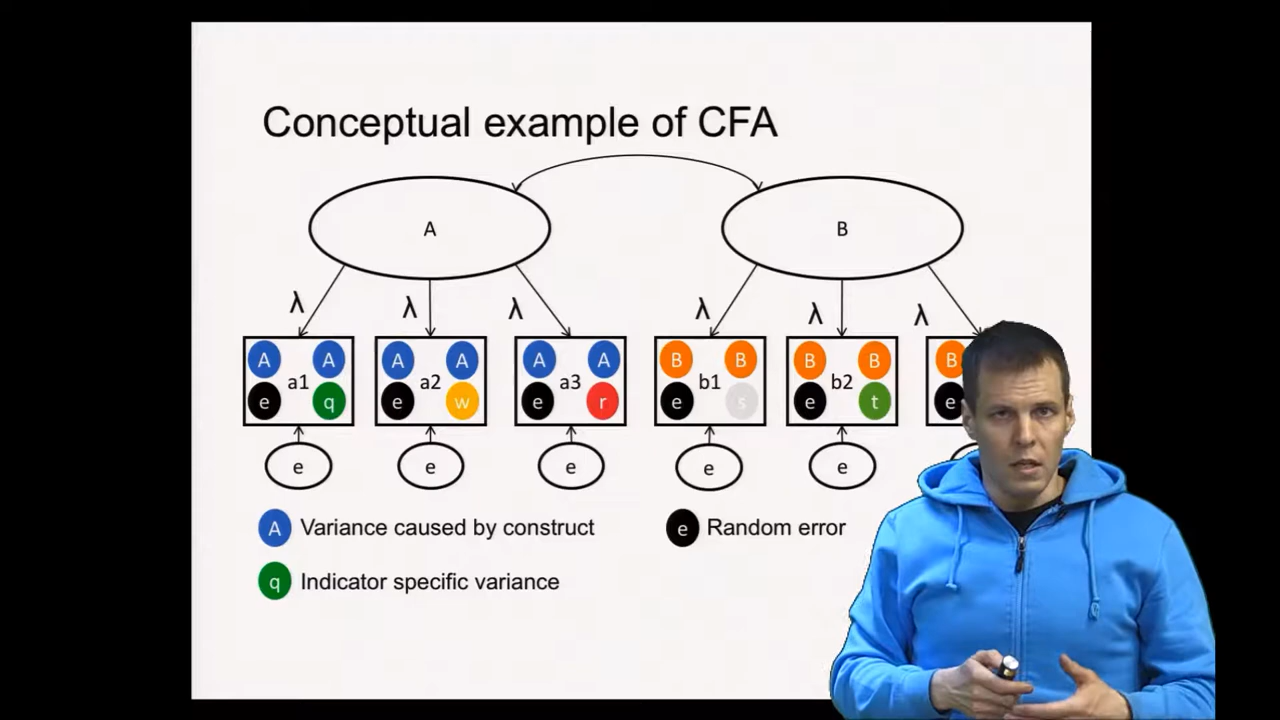 Conceptual example of CFA
A B
λ λ λ λ λ λ
A A A A A A B B B B B
a1 a2 a3 b1 b2
e q e w e r e s e t e
e e e e e
A Variance caused by construct e Random error
q Indicator specific variance